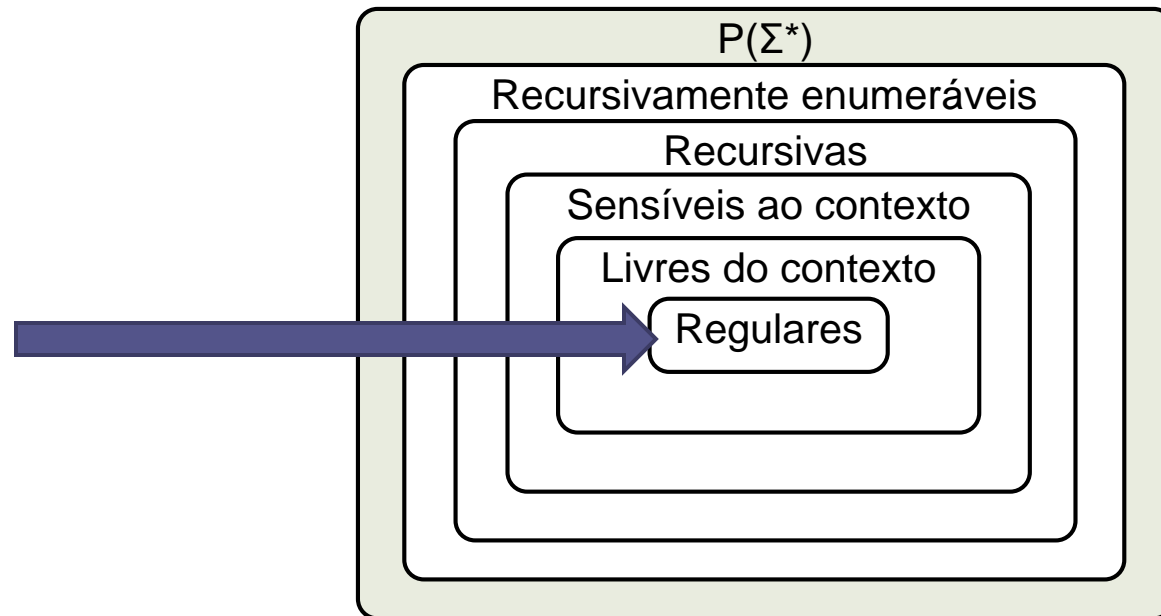 P(Σ*)
Recursivamente enumeráveis
Recursivas
Sensíveis ao contexto
Livres do contexto
Regulares